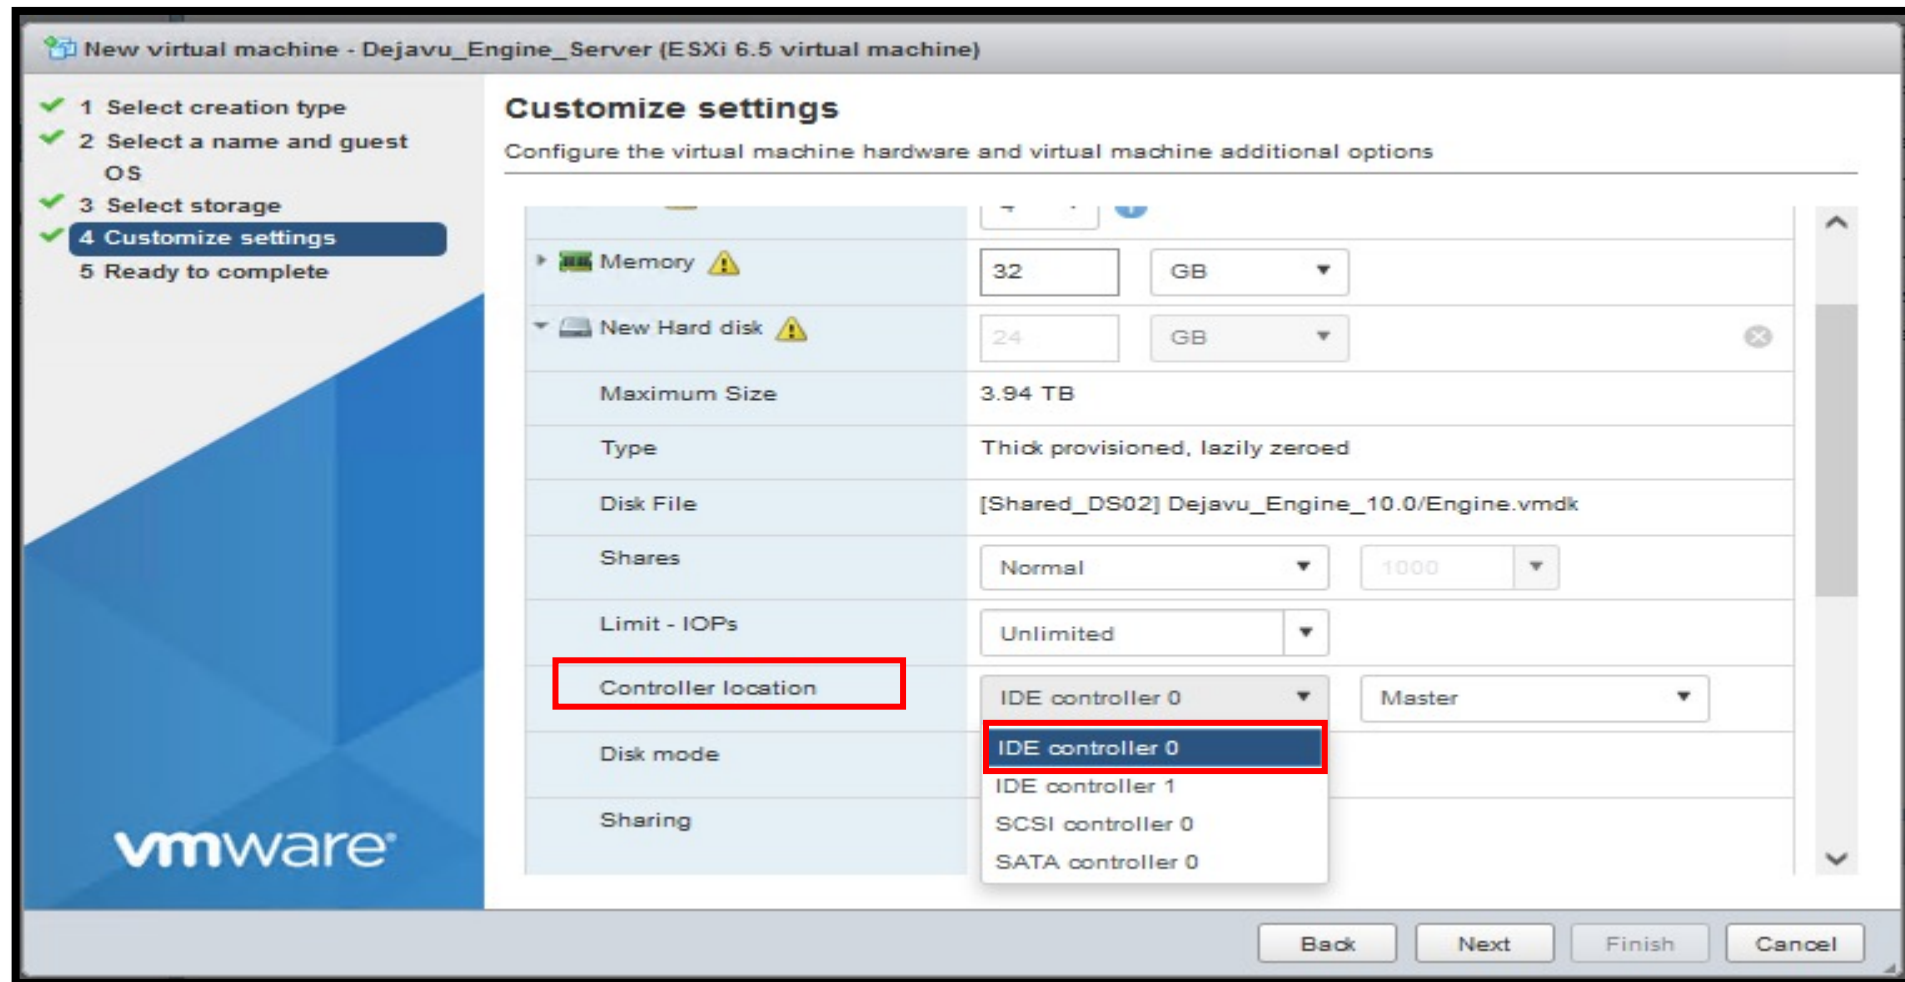 New virtual machine - Dejavu_Engine_Server (ESXi 6.5 virtual machine)
1 Select creation type
2 Select a name and guest
OS
3 Select storage
4 Customize settings
5 Ready to complete
vmware
Customize settings
Configure the virtual machine hardware and virtual machine additional options
Memory
32
GB
New Hard disk
24
GB
Maximum Size
3.94 TB
Type
Thick provisioned, lazily zeroed
Disk File
[Shared_DS02] Dejavu_Engine_10.0/Engine.vmdk
Shares
Normal
1000
Limit - IOPs
Unlimited
Controller location
IDE controller 0
Master
IDE controller 0
Disk mode
IDE controller 1
Sharing
SCSI controller 0
SATA controller 0
Back
Next
Finish
Cancel